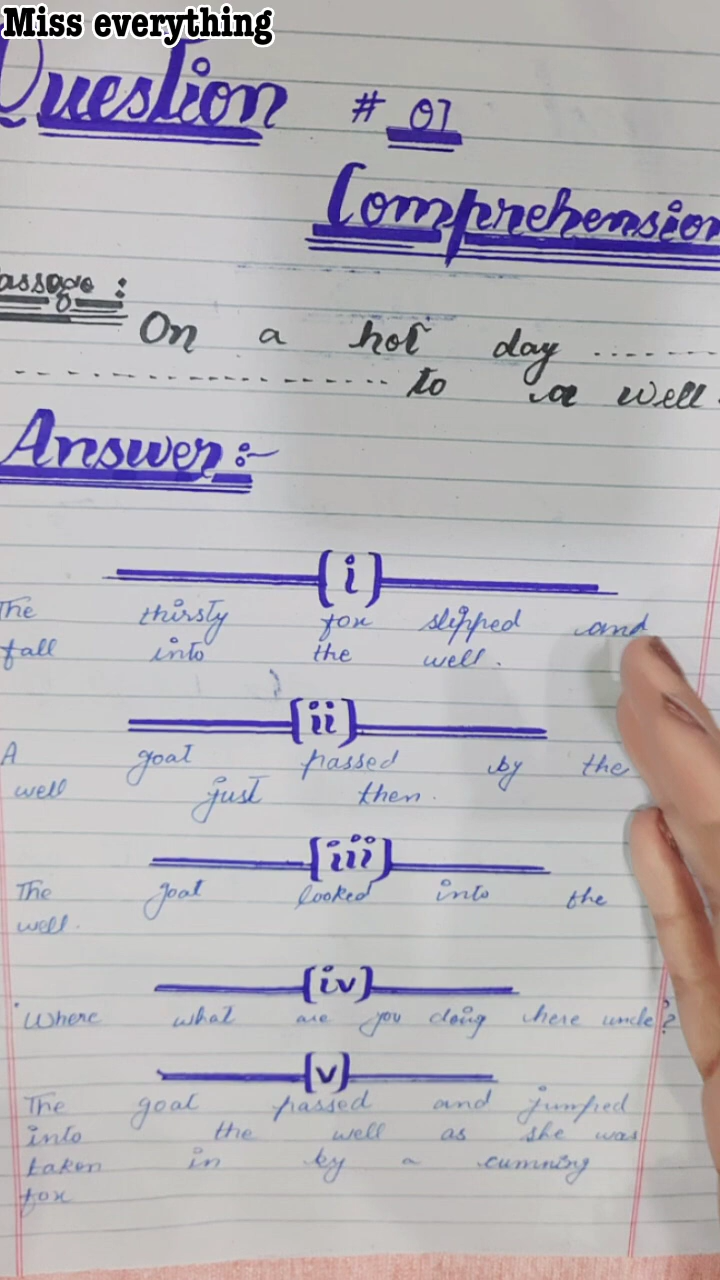 Miss everything
Question # 01
Comprehension
assage :
On a hot day ..........
.......................... to a well.
Answer :-
(i)
The thirsty fox slipped and
fall into the well.
(ii)
A goat passed by the
well just then.
(iii)
The goat looked into the
well.
(iv)
Where what are you doing here uncle?
(v)
The goat passed and jumped
into the well as she was
taken in by a cumning
fox